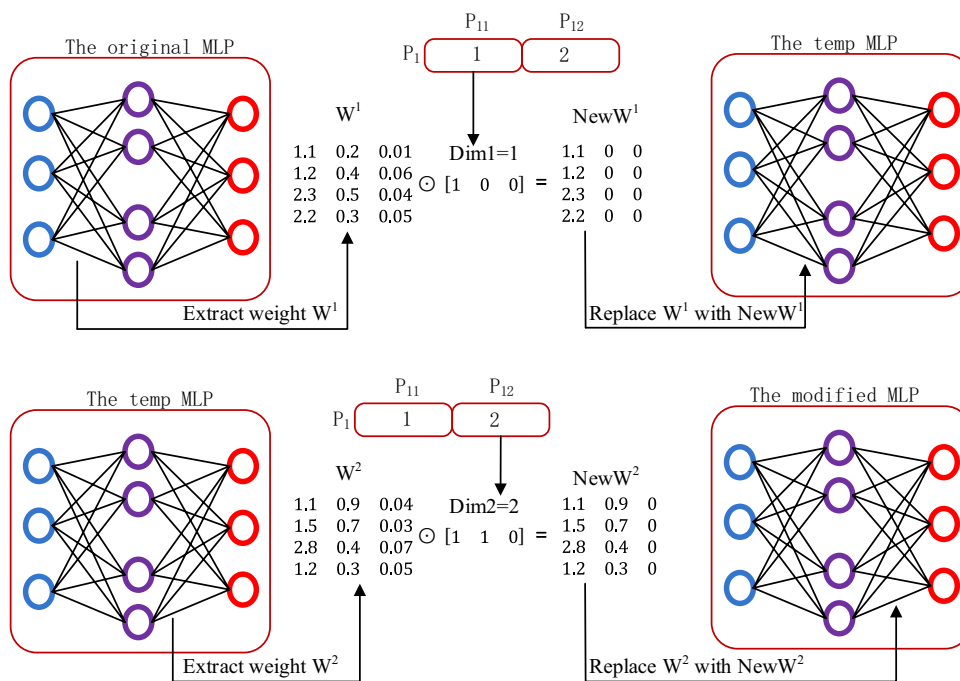 P₁₁ P₁₂
The original MLP
P₁ 1 2
The temp MLP
W¹
NewW¹
Dim1=1
1.1 0.2 0.01
1.2 0.4 0.06
2.3 0.5 0.04
2.2 0.3 0.05
⊙ [1 0 0] =
1.1 0 0
1.2 0 0
2.3 0 0
2.2 0 0
Extract weight W¹
Replace W¹ with NewW¹
P₁₁ P₁₂
The temp MLP
P₁ 1 2
The modified MLP
W²
NewW²
Dim2=2
1.1 0.9 0.04
1.5 0.7 0.03
2.8 0.4 0.07
1.2 0.3 0.05
⊙ [1 1 0] =
1.1 0.9 0
1.5 0.7 0
2.8 0.4 0
1.2 0.3 0
Extract weight W²
Replace W² with NewW²